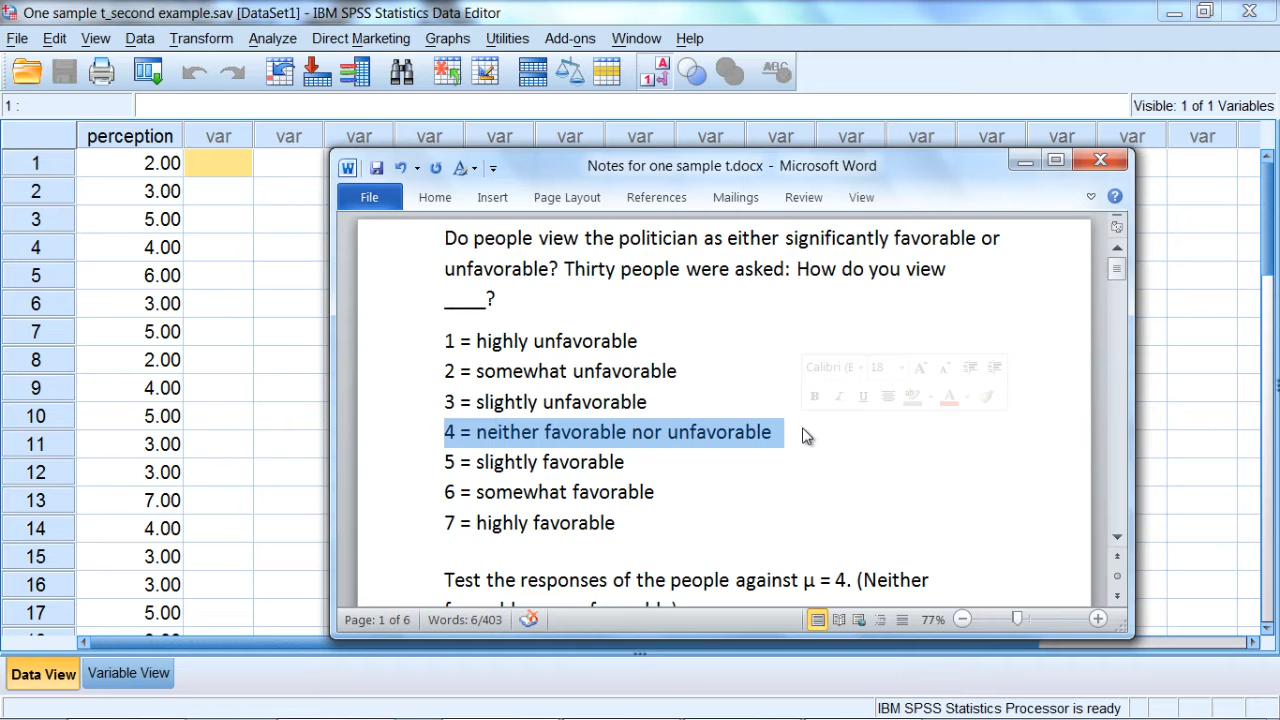 One sample t_second example.sav [DataSet1] - IBM SPSS Statistics Data Editor
File Edit View Data Transform Analyze Direct Marketing Graphs Utilities Add-ons Window Help
1 :
Visible: 1 of 1 Variables
perception var var var var var var var var var var var var var var
1 2.00
2 3.00
3 5.00
4 4.00
5 6.00
6 3.00
7 5.00
8 2.00
9 4.00
10 5.00
11 3.00
12 3.00
13 7.00
14 4.00
15 3.00
16 3.00
17 5.00
Notes for one sample t.docx - Microsoft Word
File Home Insert Page Layout References Mailings Review View
Do people view the politician as either significantly favorable or
unfavorable? Thirty people were asked: How do you view
____?
1 = highly unfavorable
2 = somewhat unfavorable
3 = slightly unfavorable
4 = neither favorable nor unfavorable
5 = slightly favorable
6 = somewhat favorable
7 = highly favorable
Calibri (E 18
B I U
Test the responses of the people against µ = 4. (Neither
Page: 1 of 6 Words: 6/403 77%
Data View Variable View
IBM SPSS Statistics Processor is ready